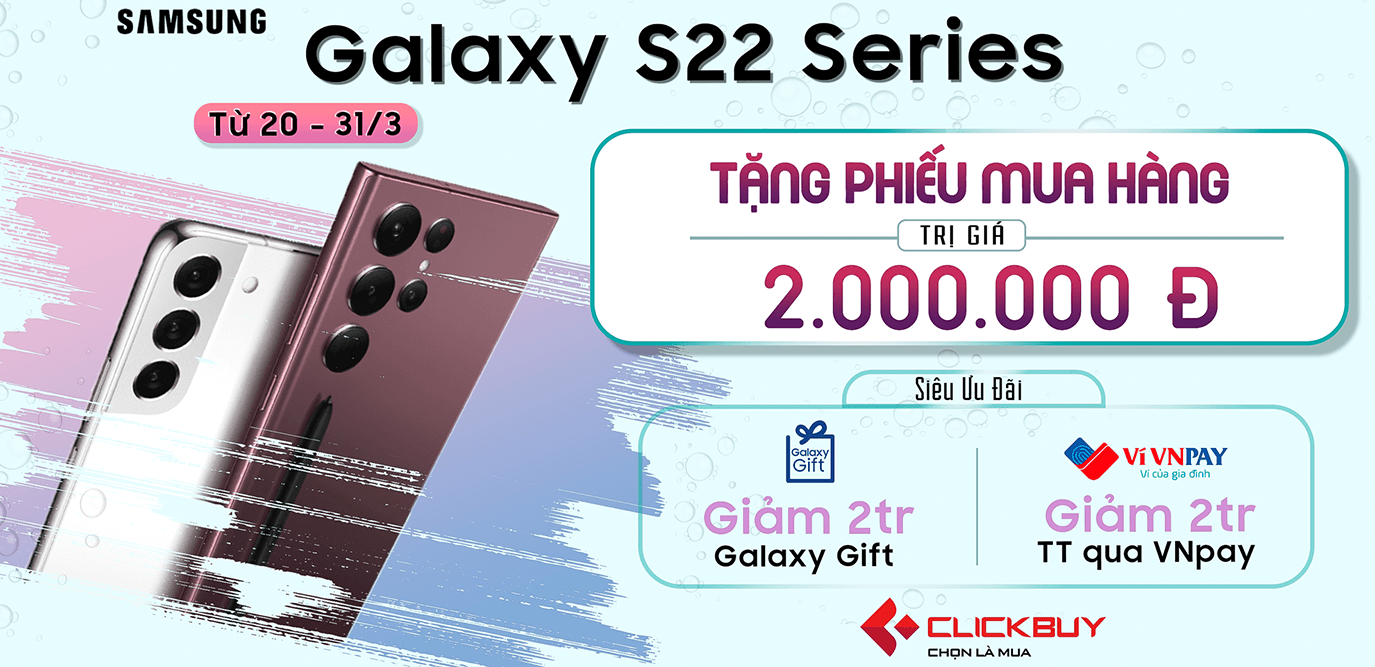 SAMSUNG
Galaxy S22 Series
Từ 20 - 31/3
TẶNG PHIẾU MUA HÀNG
TRỊ GIÁ
2.000.000 Đ
Siêu Ưu Đãi
Galaxy
Gift
Giảm 2tr
Galaxy Gift
Ví VNPAY
Ví của gia đình
Giảm 2tr
TT qua VNpay
CLICKBUY
CHỌN LÀ MUA